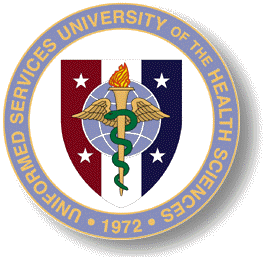 UNIFORMED SERVICES UNIVERSITY OF THE HEALTH SCIENCES
• 1972 •